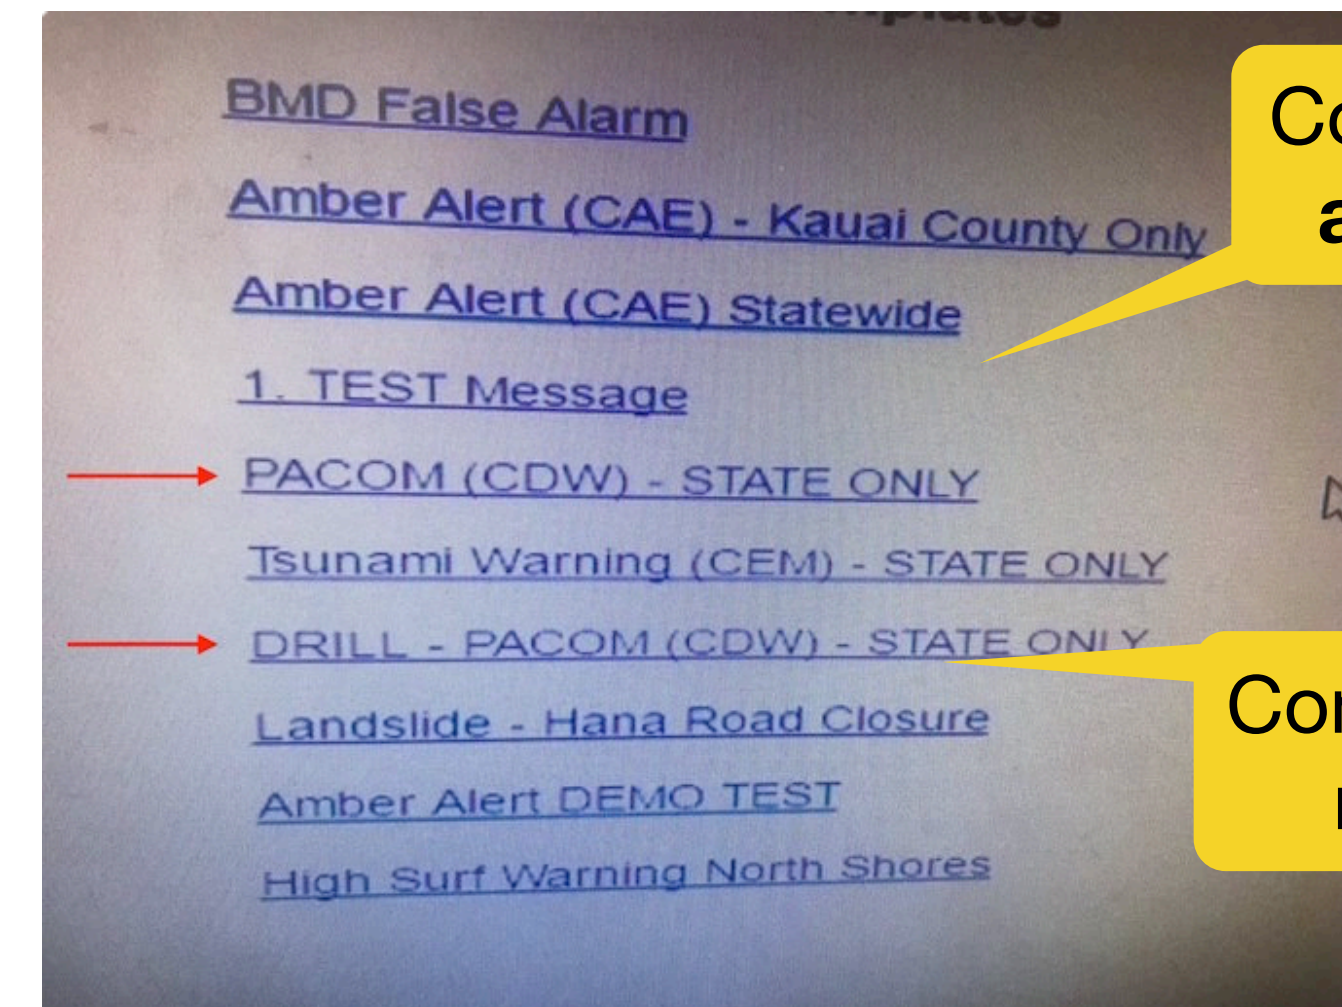 BMD False Alarm
Amber Alert (CAE) - Kauai County Only
Amber Alert (CAE) Statewide
1. TEST Message
PACOM (CDW) - STATE ONLY
Tsunami Warning (CEM) - STATE ONLY
DRILL - PACOM (CDW) - STATE ONLY
Landslide - Hana Road Closure
Amber Alert DEMO TEST
High Surf Warning North Shores